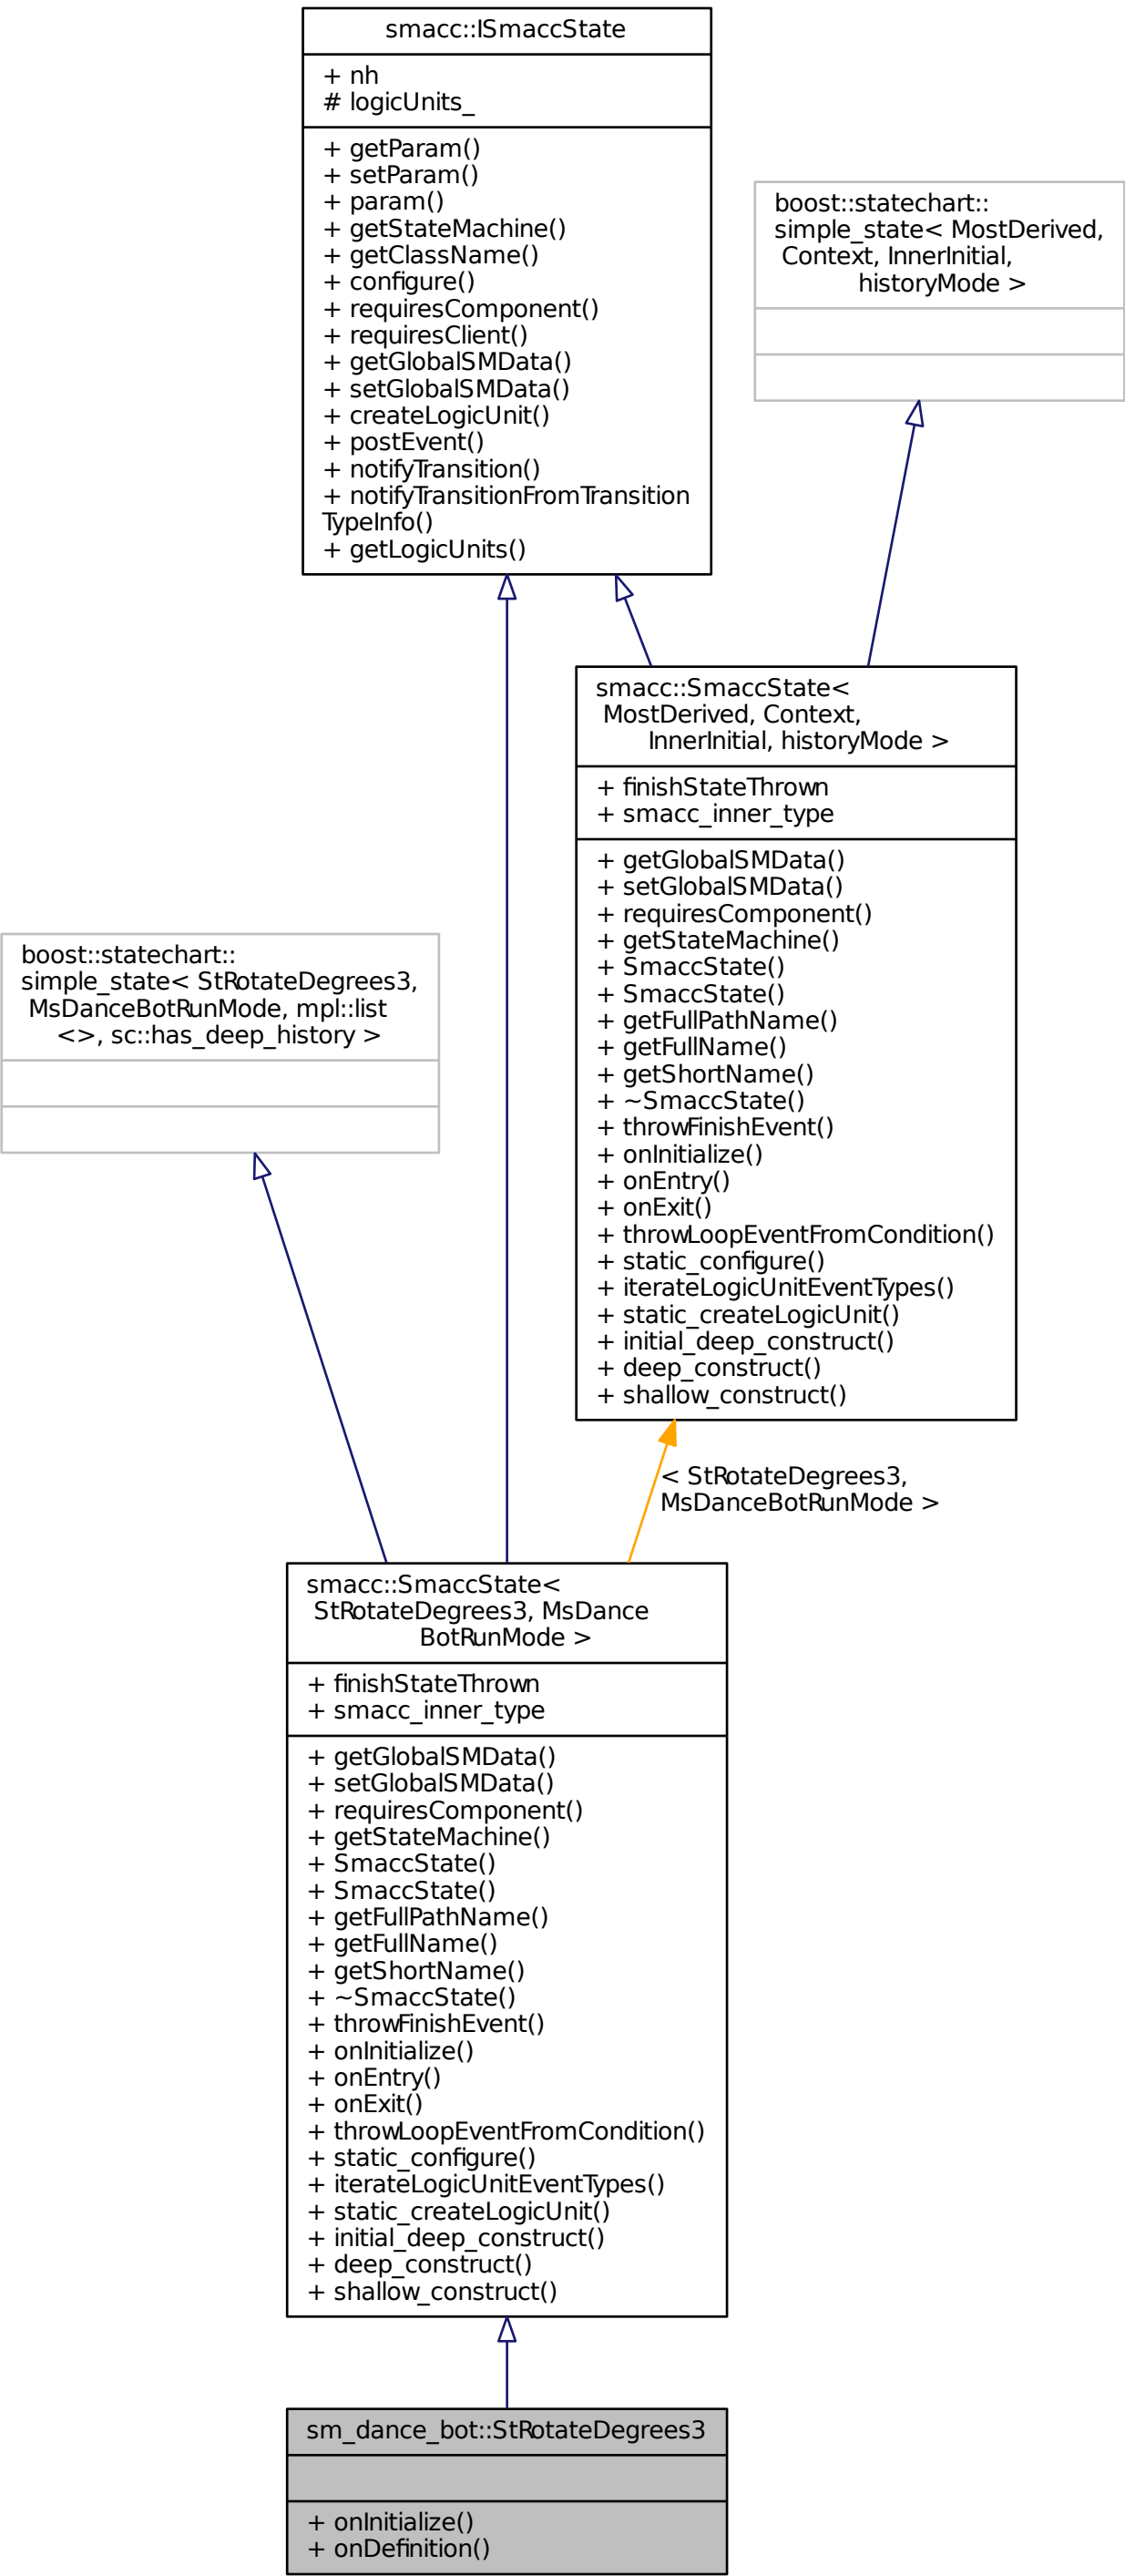 smacc::ISmaccState
+ nh
# logicUnits_
+ getParam()
+ setParam()
+ param()
+ getStateMachine()
+ getClassName()
+ configure()
+ requiresComponent()
+ requiresClient()
+ getGlobalSMData()
+ setGlobalSMData()
+ createLogicUnit()
+ postEvent()
+ notifyTransition()
+ notifyTransitionFromTransition
TypeInfo()
+ getLogicUnits()
boost::statechart::
simple_state< MostDerived,
Context, InnerInitial,
historyMode >
smacc::SmaccState<
MostDerived, Context,
InnerInitial, historyMode >
+ finishStateThrown
+ smacc_inner_type
+ getGlobalSMData()
+ setGlobalSMData()
+ requiresComponent()
+ getStateMachine()
+ SmaccState()
+ SmaccState()
+ getFullPathName()
+ getFullName()
+ getShortName()
+ ~SmaccState()
+ throwFinishEvent()
+ onInitialize()
+ onEntry()
+ onExit()
+ throwLoopEventFromCondition()
+ static_configure()
+ iterateLogicUnitEventTypes()
+ static_createLogicUnit()
+ initial_deep_construct()
+ deep_construct()
+ shallow_construct()
boost::statechart::
simple_state< StRotateDegrees3,
MsDanceBotRunMode, mpl::list
<>, sc::has_deep_history >
< StRotateDegrees3,
MsDanceBotRunMode >
smacc::SmaccState<
StRotateDegrees3, MsDance
BotRunMode >
+ finishStateThrown
+ smacc_inner_type
+ getGlobalSMData()
+ setGlobalSMData()
+ requiresComponent()
+ getStateMachine()
+ SmaccState()
+ SmaccState()
+ getFullPathName()
+ getFullName()
+ getShortName()
+ ~SmaccState()
+ throwFinishEvent()
+ onInitialize()
+ onEntry()
+ onExit()
+ throwLoopEventFromCondition()
+ static_configure()
+ iterateLogicUnitEventTypes()
+ static_createLogicUnit()
+ initial_deep_construct()
+ deep_construct()
+ shallow_construct()
sm_dance_bot::StRotateDegrees3
+ onInitialize()
+ onDefinition()